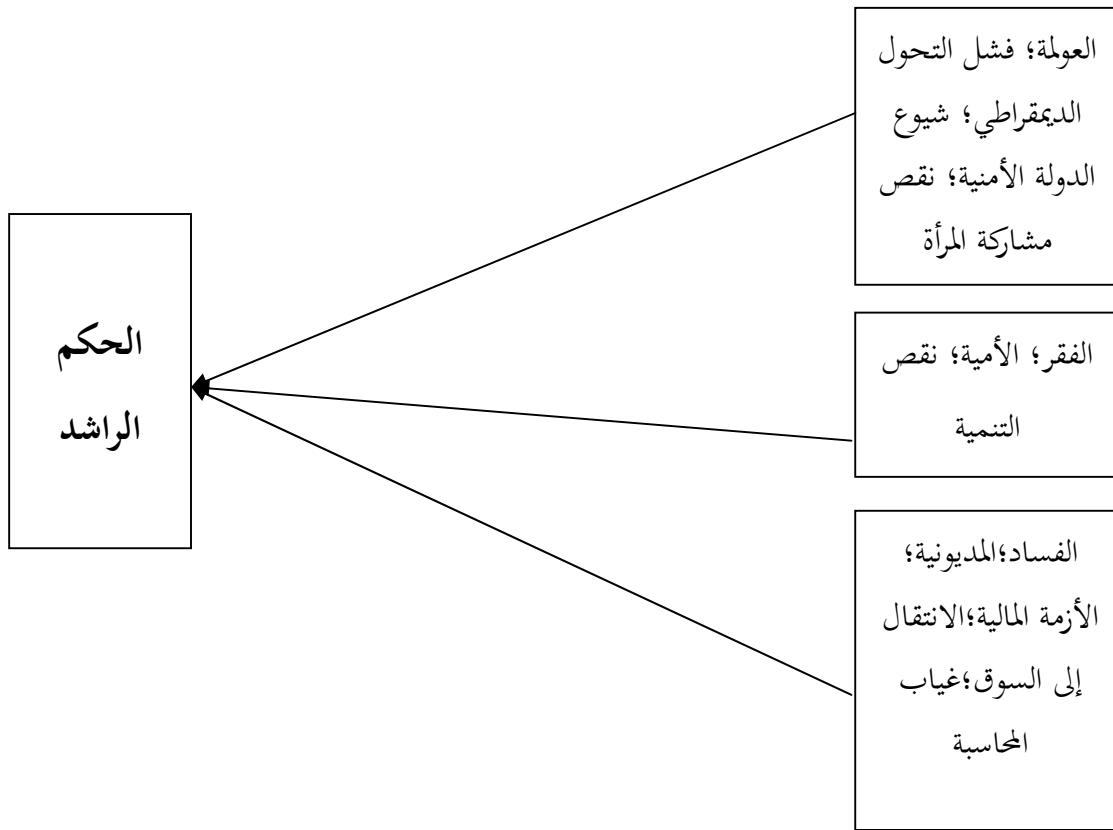 العولمة؛ فشل التحول
الديمقراطي؛ شيوع
الدولة الأمنية؛ نقص
مشاركة المرأة
الفقر؛ الأمية؛ نقص
التنمية
الفساد؛المديونية؛
الأزمة المالية؛الانتقال
إلى السوق؛غياب
المحاسبة
الحكم
الراشد